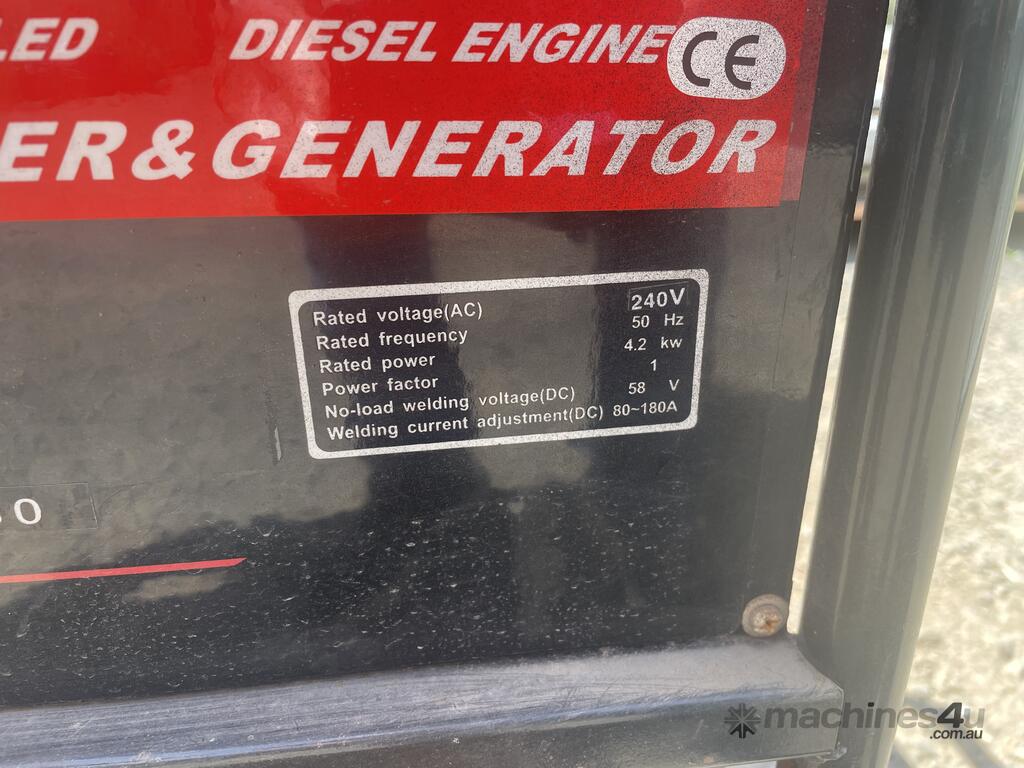 LED DIESEL ENGINE CE
ER&GENERATOR
Rated voltage(AC) 240V
Rated frequency 50 Hz
Rated power 4.2 kw
Power factor 1
No-load welding voltage(DC) 58 V
Welding current adjustment(DC) 80~180A
0
machines4u
.com.au